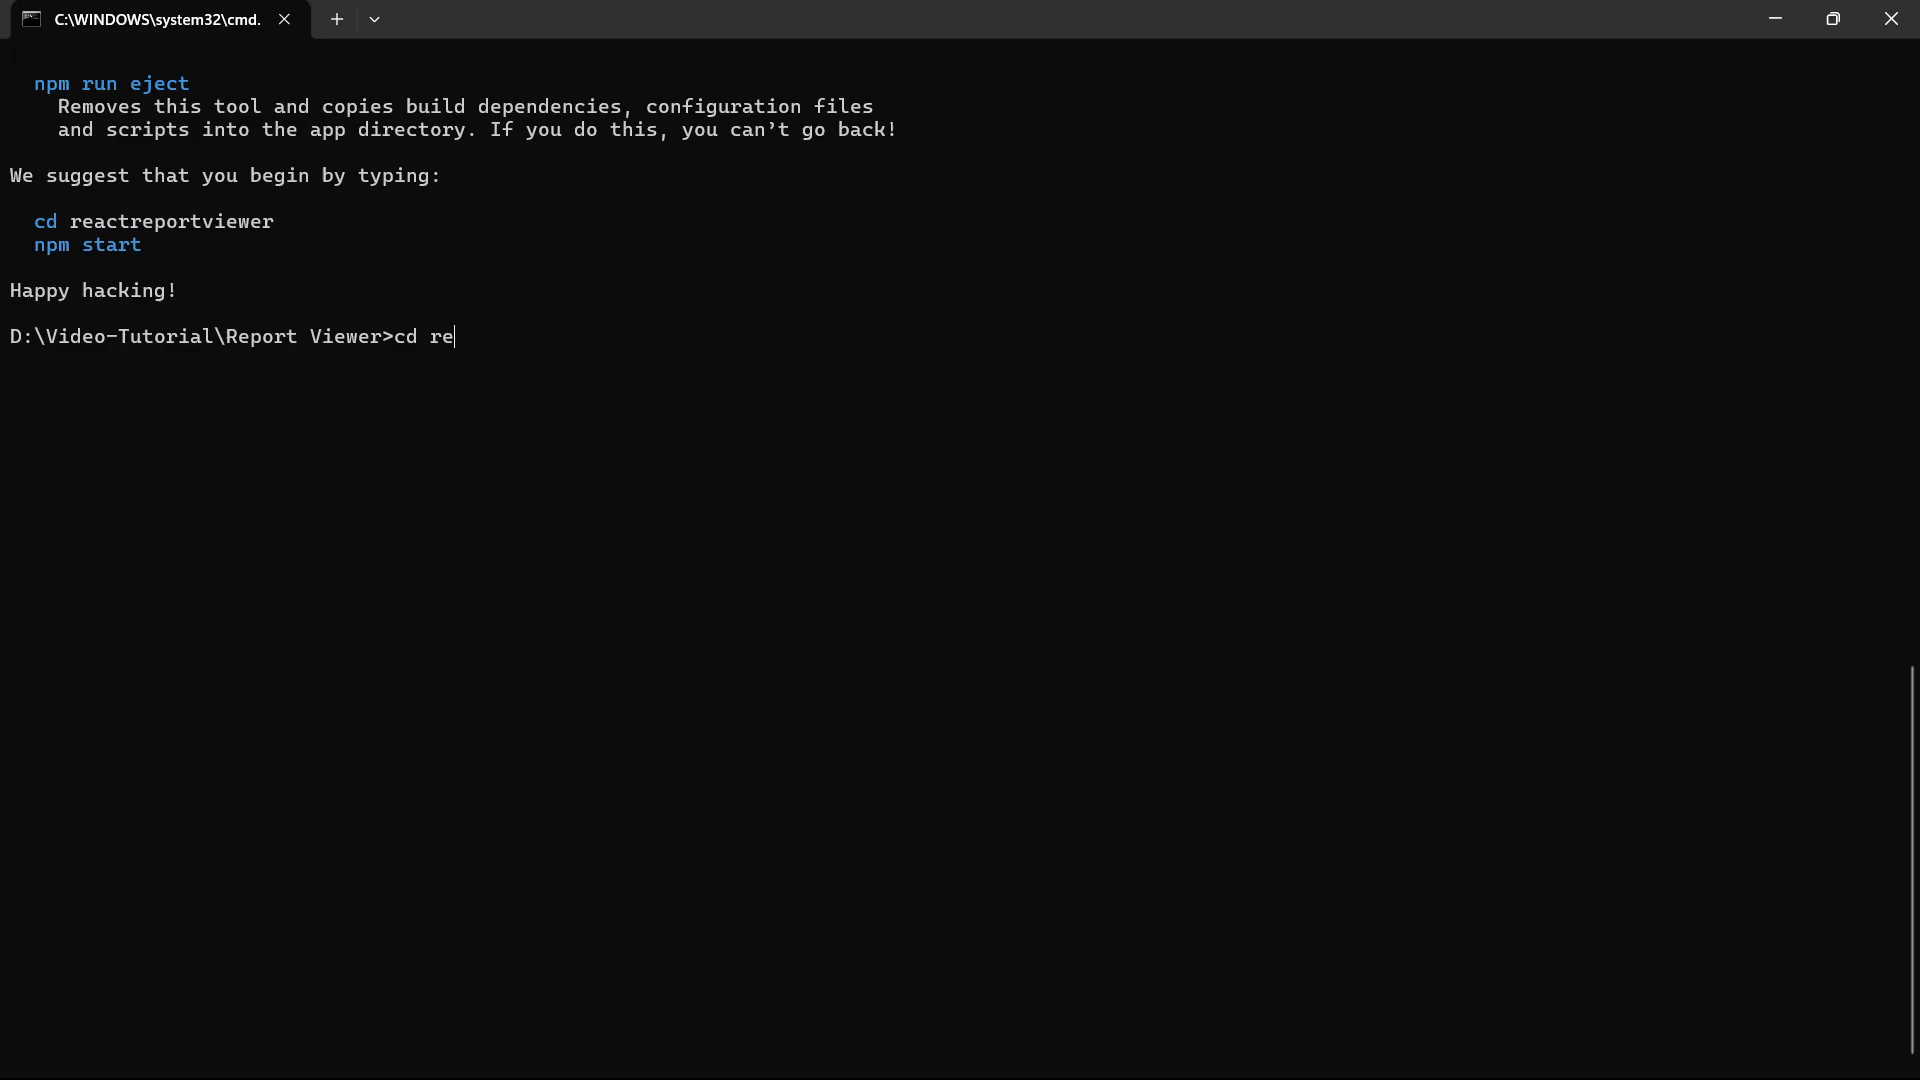 C:\WINDOWS\system32\cmd.
npm run eject
Removes this tool and copies build dependencies, configuration files
and scripts into the app directory. If you do this, you can’t go back!
We suggest that you begin by typing:
cd reactreportviewer
npm start
Happy hacking!
D:\Video-Tutorial\Report Viewer>cd re